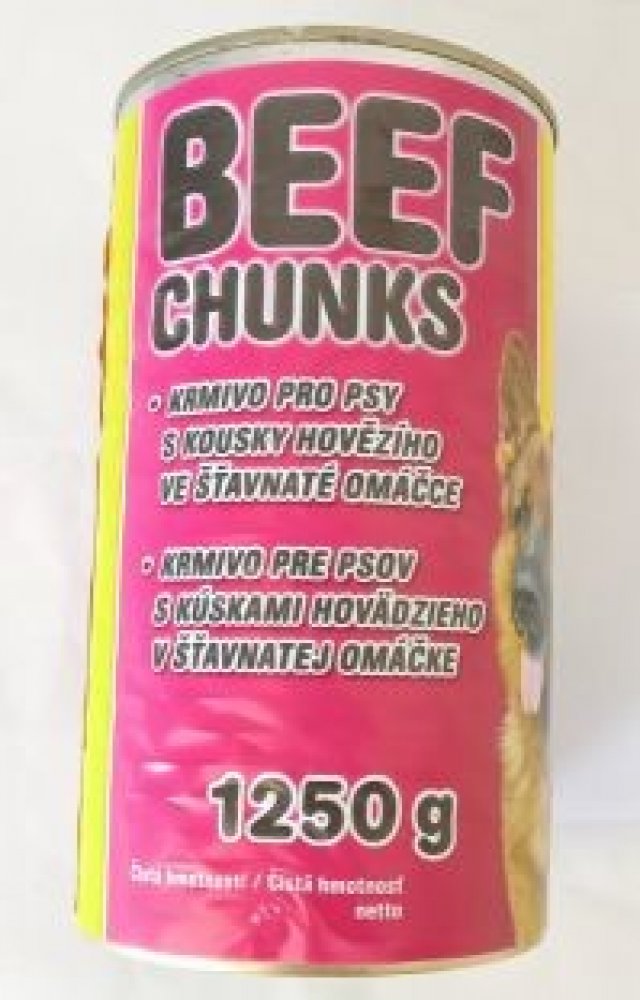 BEEF
CHUNKS
• KRMIVO PRO PSY
S KOUSKY HOVĚZÍHO
VE ŠŤAVNATÉ OMÁČCE
• KRMIVO PRE PSOV
S KÚSKAMI HOVÄDZIEHO
V ŠŤAVNATEJ OMÁČKE
1250 g
Čistá hmotnost / Čistá hmotnosť
netto